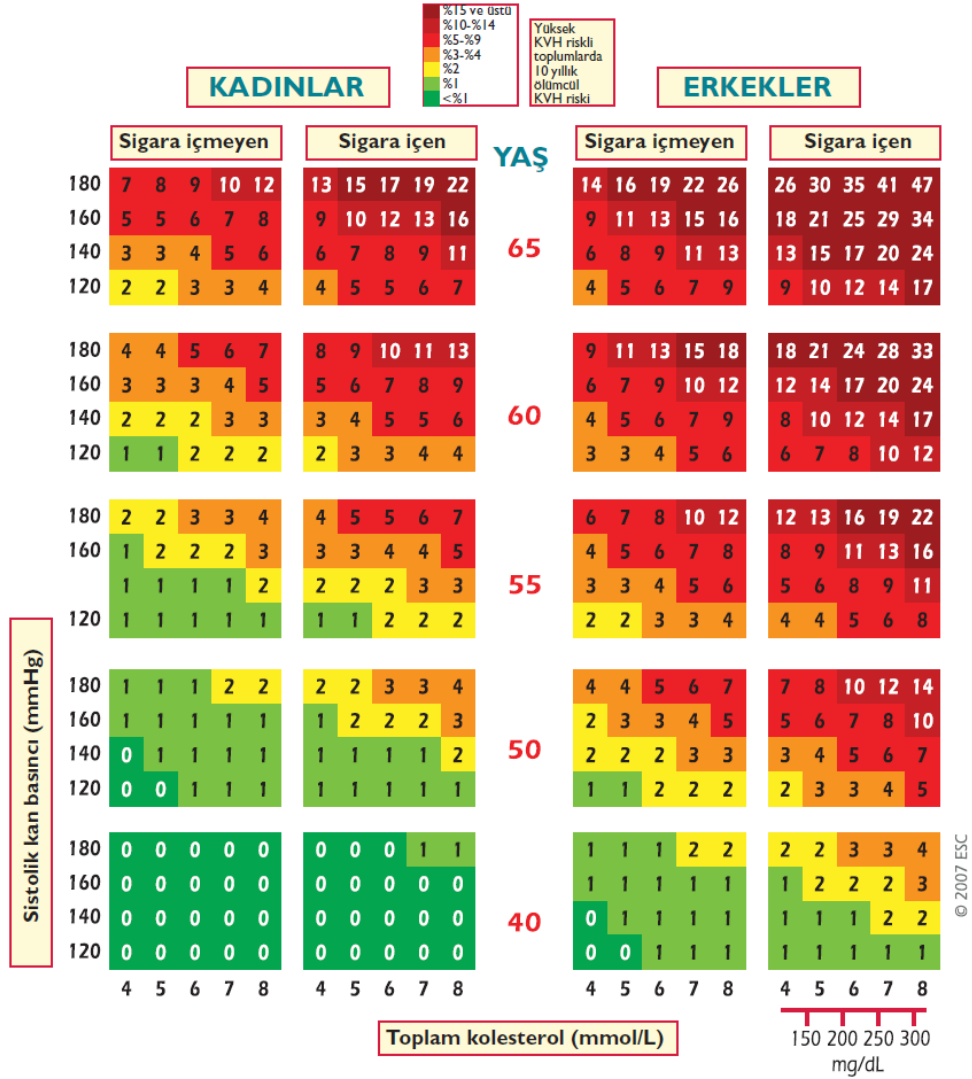 %15 ve üstü
%10-%14
%5-%9
%3-%4
%2
%1
<%1
Yüksek
KVH riskli
toplumlarda
10 yıllık
ölümcül
KVH riski
KADINLAR
ERKEKLER
Sigara içmeyen
Sigara içen
YAŞ
Sigara içmeyen
Sigara içen
180 7 8 9 10 12 13 15 17 19 22 14 16 19 22 26 26 30 35 41 47
160 5 5 6 7 8 9 10 12 13 16 9 11 13 15 16 18 21 25 29 34
65
140 3 3 4 5 6 6 7 8 9 11 6 8 9 11 13 13 15 17 20 24
120 2 2 3 3 4 4 5 5 6 7 4 5 6 7 9 9 10 12 14 17
180 4 4 5 6 7 8 9 10 11 13 9 11 13 15 18 18 21 24 28 33
160 3 3 3 4 5 5 6 7 8 9 6 7 9 10 12 12 14 17 20 24
60
140 2 2 2 3 3 3 4 5 5 6 4 5 6 7 9 8 10 12 14 17
120 1 1 2 2 2 2 3 3 4 4 3 3 4 5 6 6 7 8 10 12
180 2 2 3 3 4 4 5 5 6 7 6 7 8 10 12 12 13 16 19 22
160 1 2 2 2 3 3 3 4 4 5 4 5 6 7 8 8 9 11 13 16
55
1 1 1 1 2 2 2 2 3 3 3 3 4 5 6 5 6 8 9 11
120 1 1 1 1 1 1 1 2 2 2 2 2 3 3 4 4 4 5 6 8
180 1 1 1 2 2 2 2 3 3 4 4 4 5 6 7 7 8 10 12 14
160 1 1 1 1 1 1 2 2 2 3 2 3 3 4 5 5 6 7 8 10
50
140 0 1 1 1 1 1 1 1 1 2 2 2 2 3 3 3 4 5 6 7
120 0 0 1 1 1 1 1 1 1 1 1 1 2 2 2 2 3 3 4 5
180 0 0 0 0 0 0 0 0 1 1 1 1 1 2 2 2 2 3 3 4
160 0 0 0 0 0 0 0 0 0 0 1 1 1 1 1 1 2 2 2 3
40
140 0 0 0 0 0 0 0 0 0 0 0 1 1 1 1 1 1 1 2 2
120 0 0 0 0 0 0 0 0 0 0 0 0 1 1 1 1 1 1 1 1
4 5 6 7 8 4 5 6 7 8 4 5 6 7 8 4 5 6 7 8
Sistolik kan basıncı (mmHg)
Toplam kolesterol (mmol/L)
150 200 250 300
mg/dL
© 2007 ESC